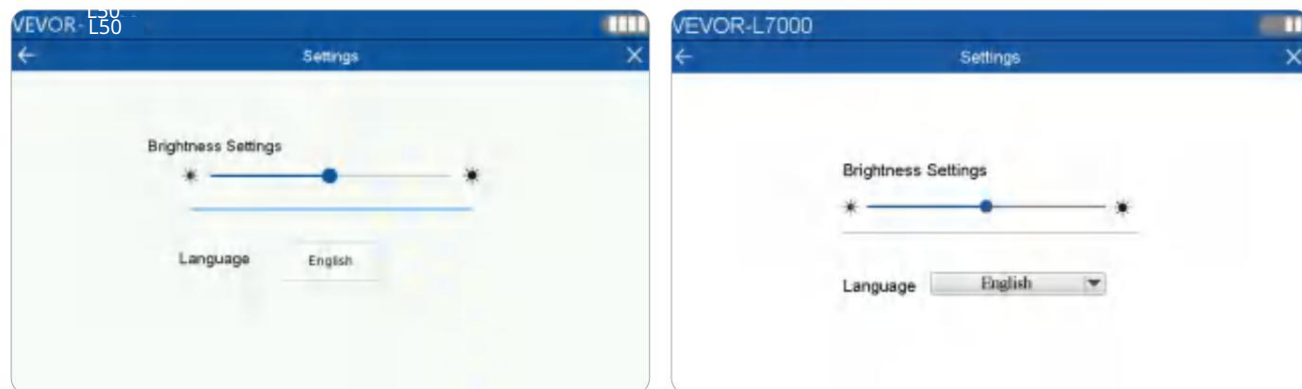 VEVOR- L50
L50
Settings
Brightness Settings
Language English
VEVOR-L7000
Settings
Brightness Settings
Language English